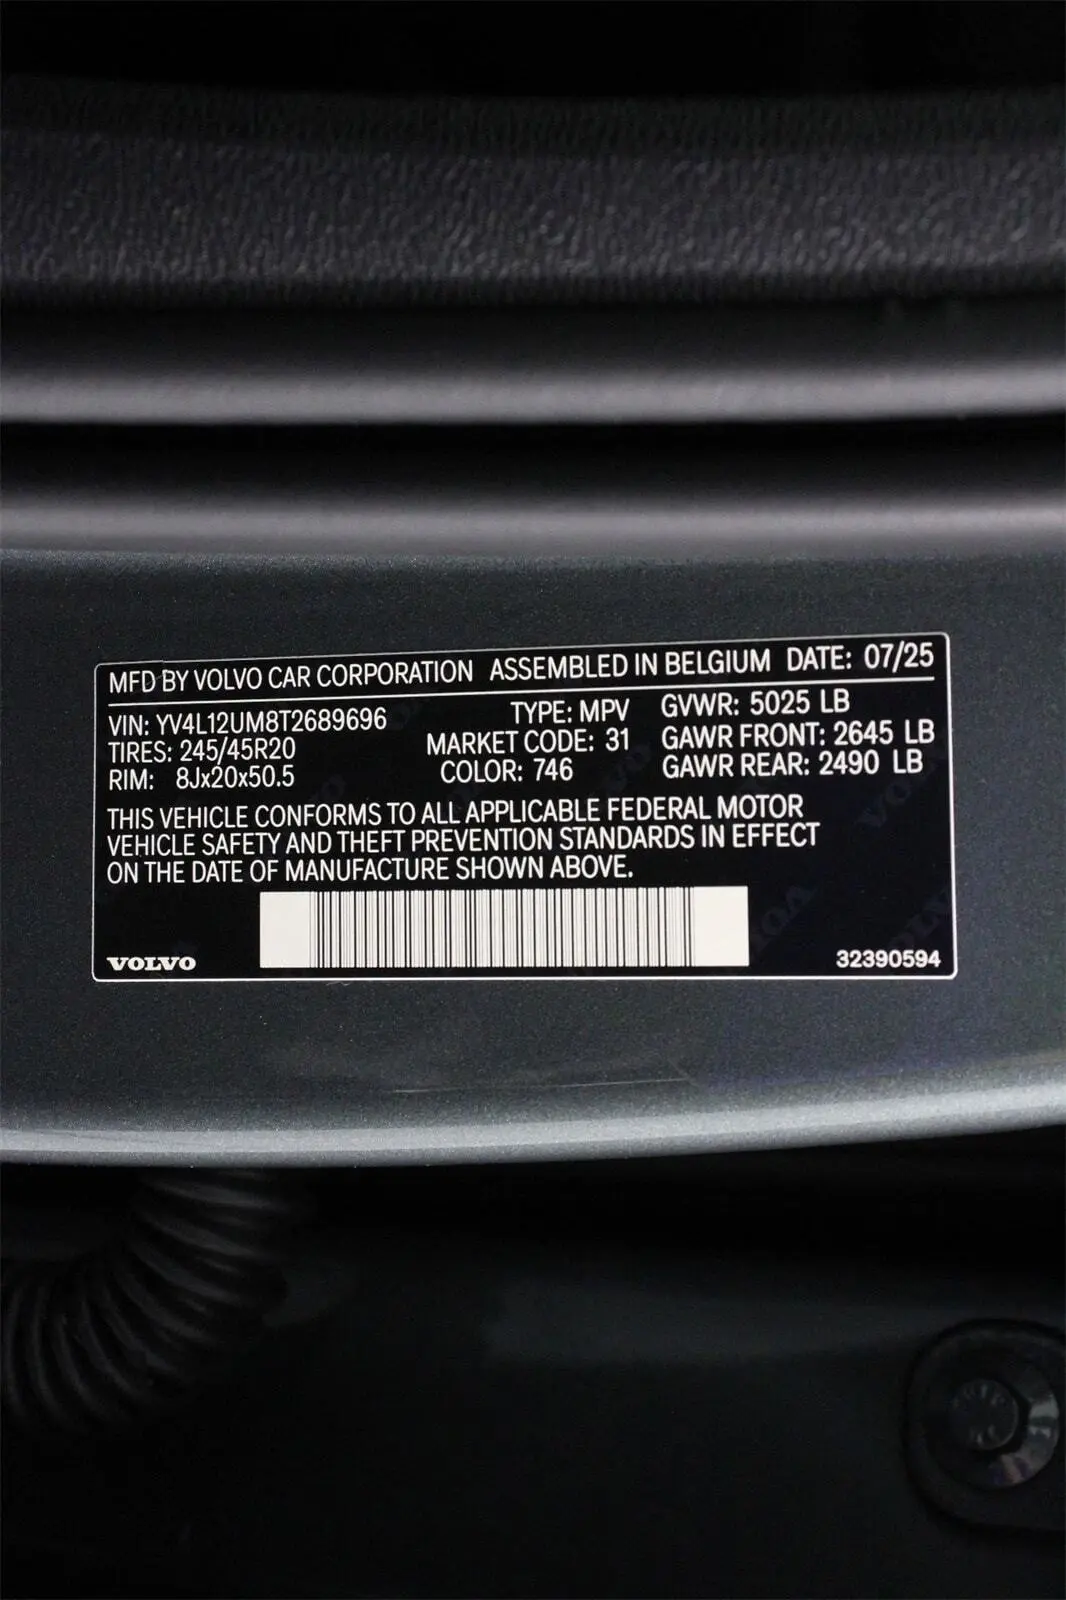 MFD BY VOLVO CAR CORPORATION ASSEMBLED IN BELGIUM DATE: 07/25
VIN: YV4L12UM8T2689696 TYPE: MPV GVWR: 5025 LB
TIRES: 245/45R20 MARKET CODE: 31 GAWR FRONT: 2645 LB
RIM: 8Jx20x50.5 COLOR: 746 GAWR REAR: 2490 LB
THIS VEHICLE CONFORMS TO ALL APPLICABLE FEDERAL MOTOR
VEHICLE SAFETY AND THEFT PREVENTION STANDARDS IN EFFECT
ON THE DATE OF MANUFACTURE SHOWN ABOVE.
VOLVO 32390594